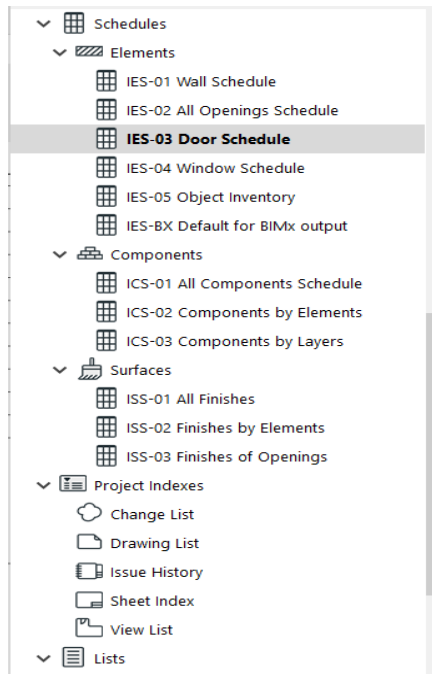 Schedules
Elements
IES-01 Wall Schedule
IES-02 All Openings Schedule
IES-03 Door Schedule
IES-04 Window Schedule
IES-05 Object Inventory
IES-BX Default for BIMx output
Components
ICS-01 All Components Schedule
ICS-02 Components by Elements
ICS-03 Components by Layers
Surfaces
ISS-01 All Finishes
ISS-02 Finishes by Elements
ISS-03 Finishes of Openings
Project Indexes
Change List
Drawing List
Issue History
Sheet Index
View List
Lists